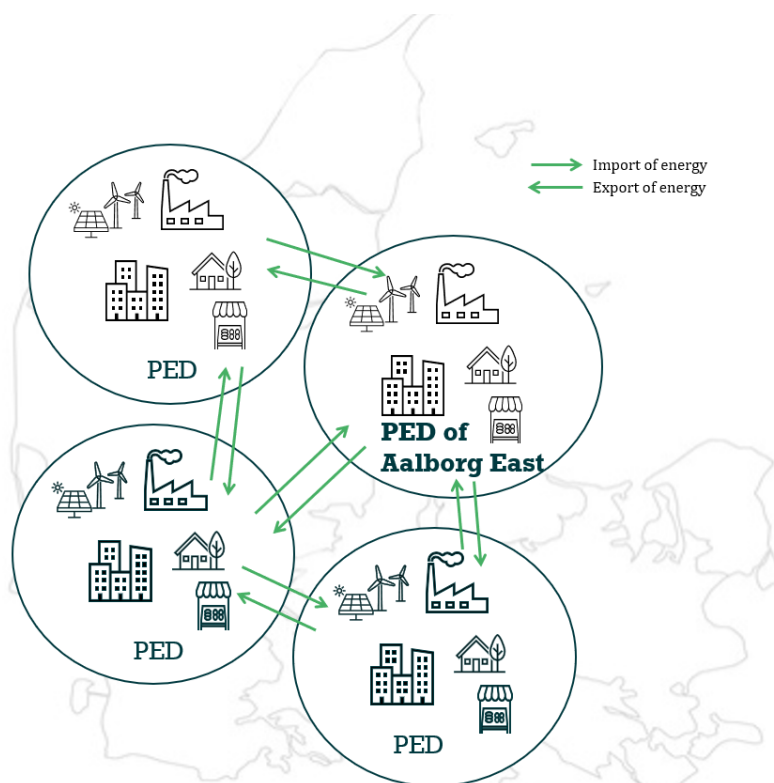 Import of energy
Export of energy
PED
PED of
Aalborg East
PED
PED